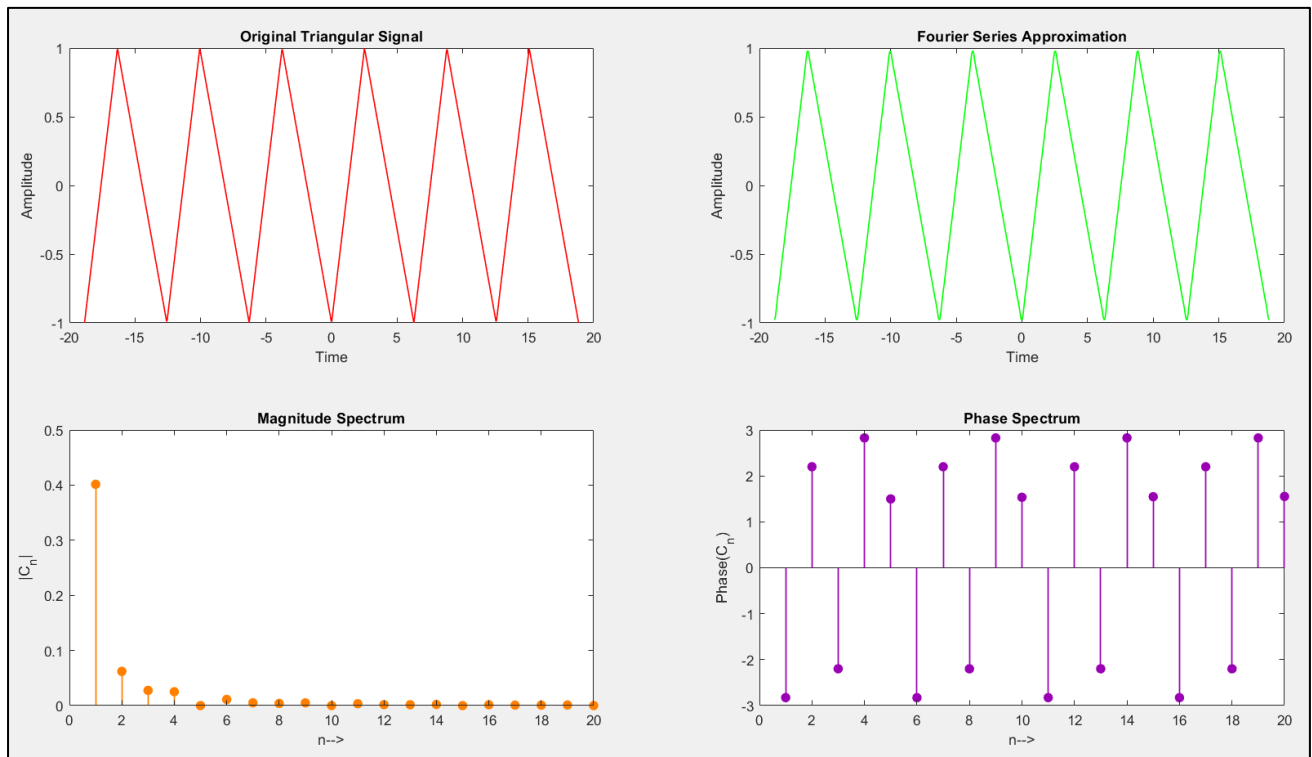 Original Triangular Signal
1
0.5
0
-0.5
-1
Amplitude
-20 -15 -10 -5 0 5 10 15 20
Time
Fourier Series Approximation
1
0.5
0
-0.5
-1
Amplitude
-20 -15 -10 -5 0 5 10 15 20
Time
Magnitude Spectrum
0.5
0.4
0.3
0.2
0.1
0
|C_n|
0 2 4 6 8 10 12 14 16 18 20
n-->
Phase Spectrum
3
2
1
0
-1
-2
-3
Phase(C_n)
0 2 4 6 8 10 12 14 16 18 20
n-->